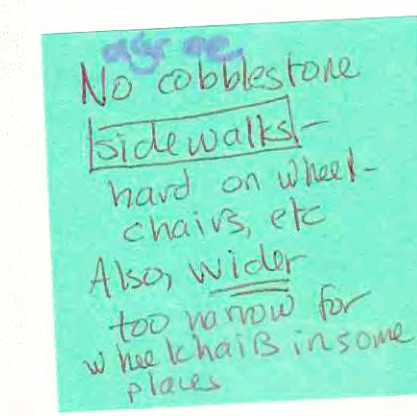 agree
No cobblestone
sidewalks -
hard on wheel-
chairs, etc
Also, wider
too narrow for
wheelchairs in some
places